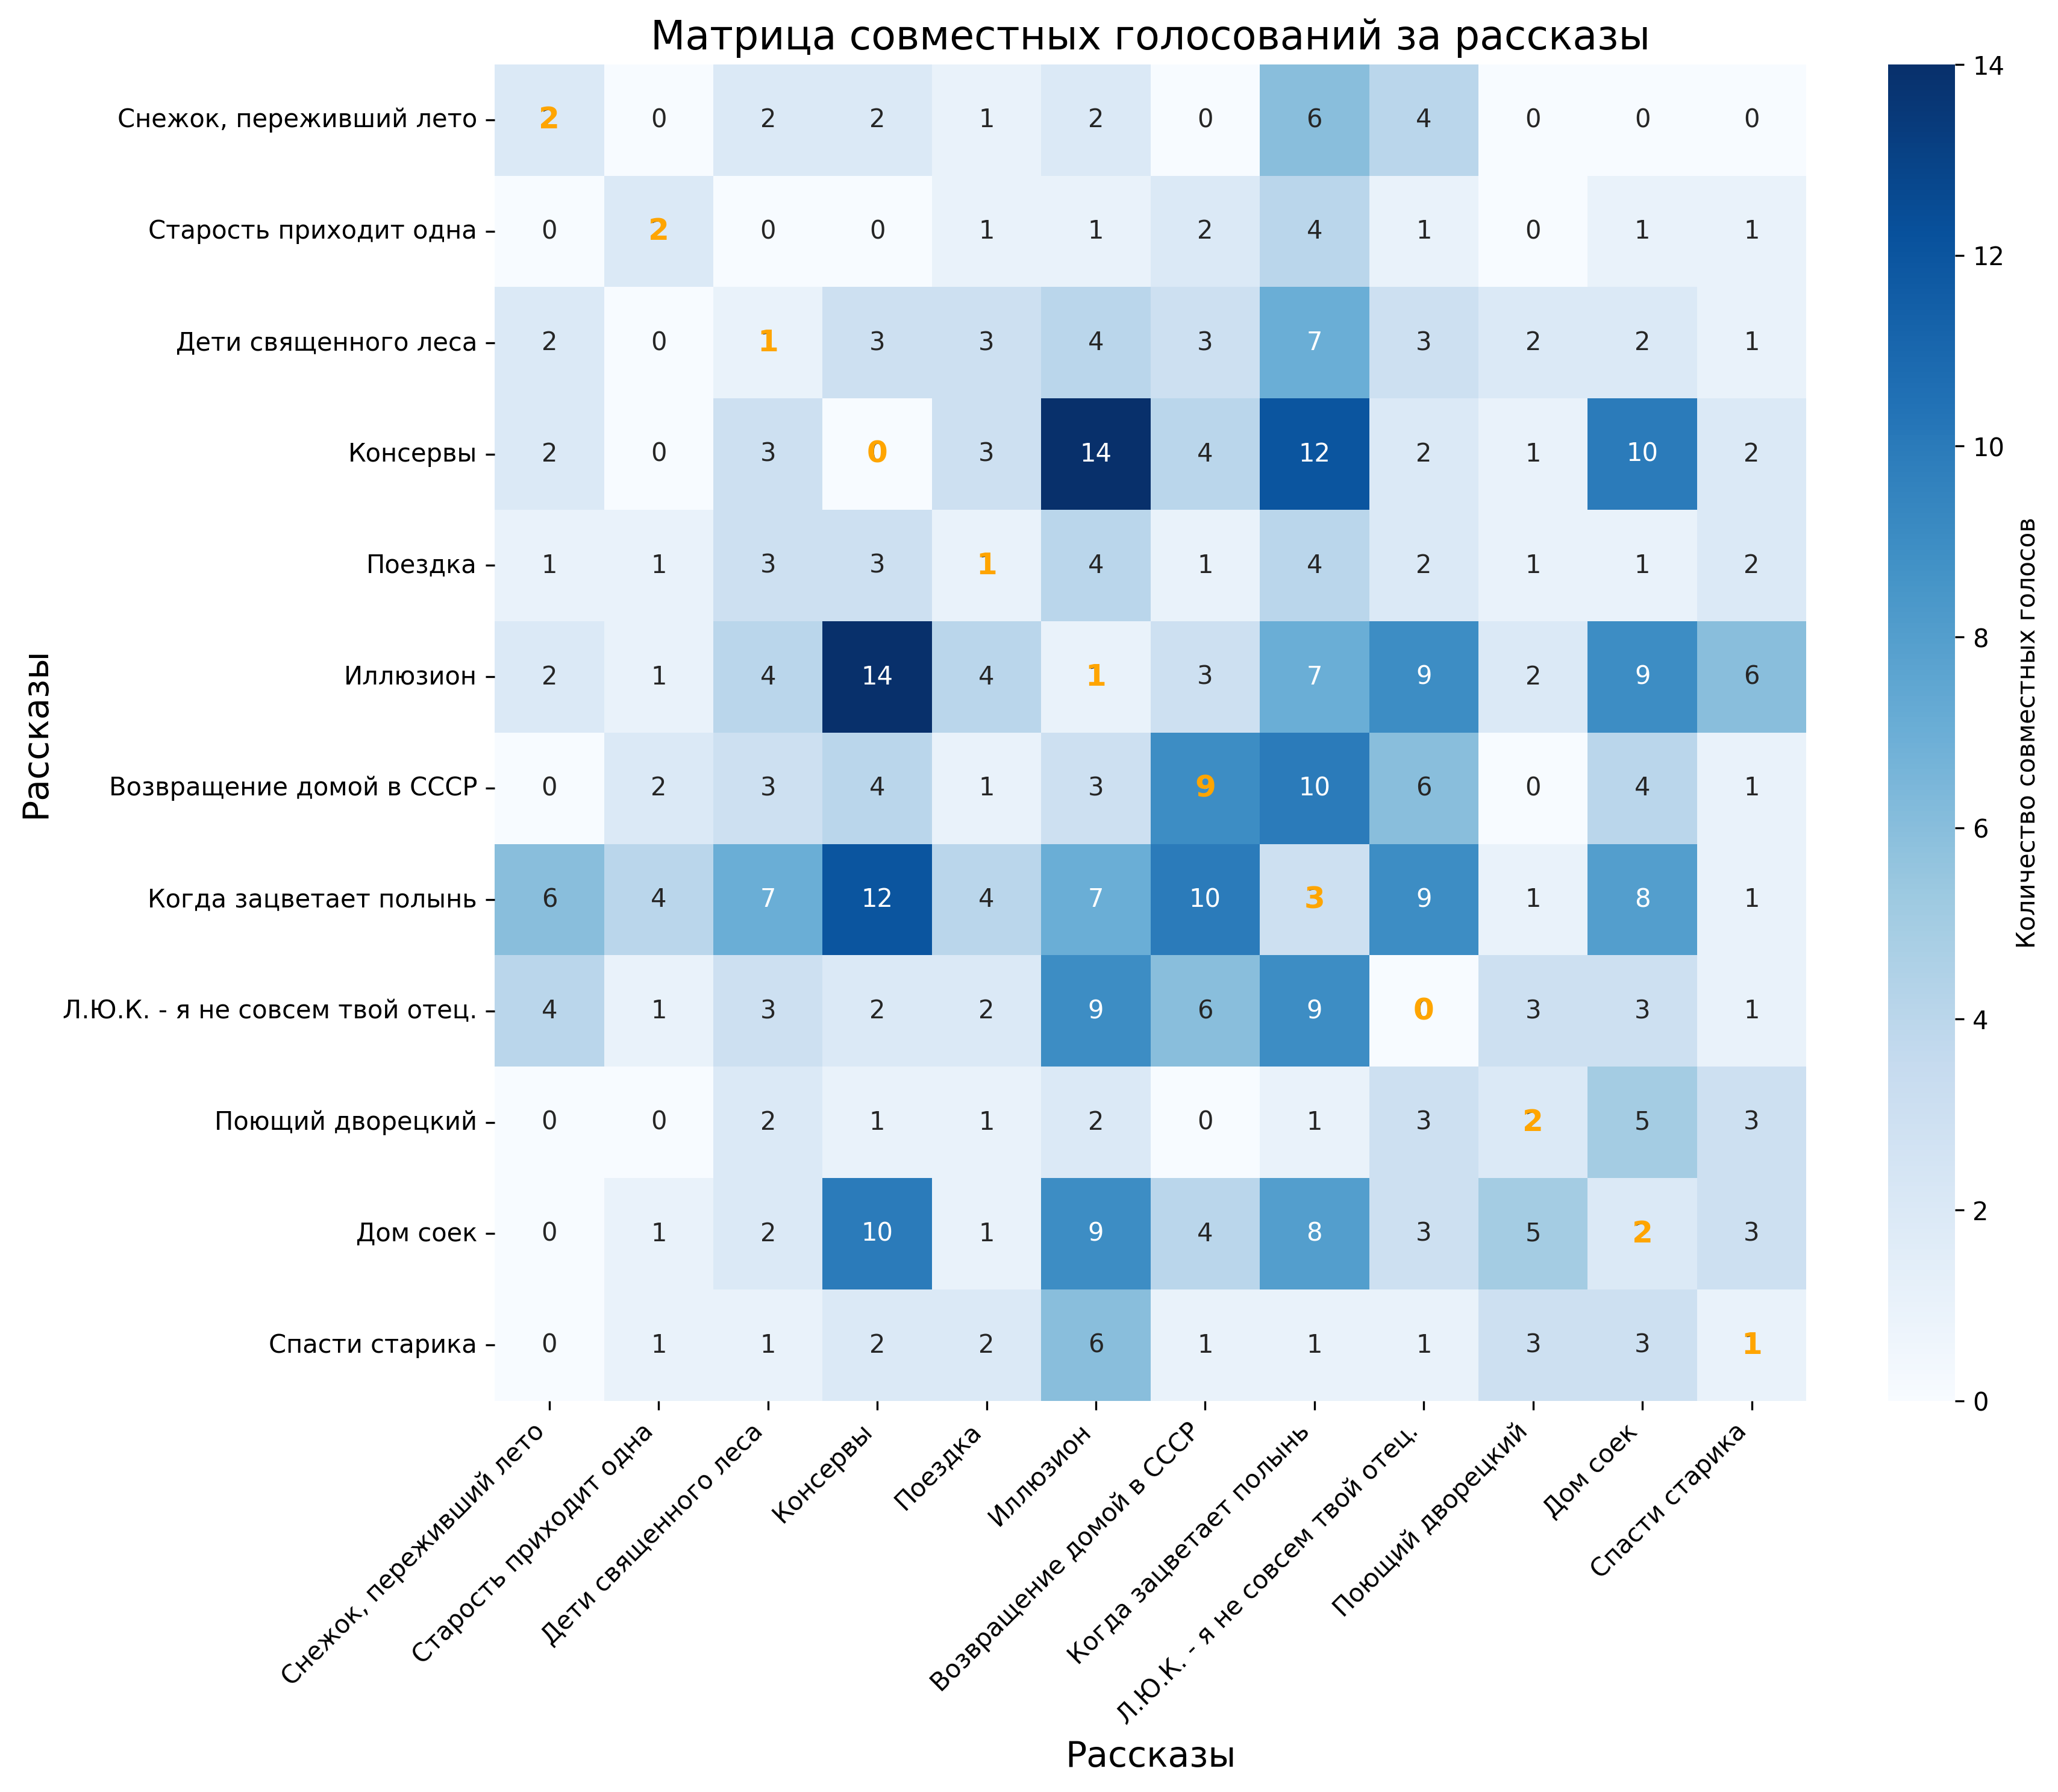 Матрица совместных голосований за рассказы
Снежок, переживший лето 2 0 2 2 1 2 0 6 4 0 0 0
Старость приходит одна 0 2 0 0 1 1 2 4 1 0 1 1
Дети священного леса 2 0 1 3 3 4 3 7 3 2 2 1
Консервы 2 0 3 0 3 14 4 12 2 1 10 2
Поездка 1 1 3 3 1 4 1 4 2 1 1 2
Иллюзион 2 1 4 14 4 1 3 7 9 2 9 6
Возвращение домой в СССР 0 2 3 4 1 3 9 10 6 0 4 1
Когда зацветает полынь 6 4 7 12 4 7 10 3 9 1 8 1
Л.Ю.К. - я не совсем твой отец. 4 1 3 2 2 9 6 9 0 3 3 1
Поющий дворецкий 0 0 2 1 1 2 0 1 3 2 5 3
Дом соек 0 1 2 10 1 9 4 8 3 5 2 3
Спасти старика 0 1 1 2 2 6 1 1 1 3 3 1
Рассказы
Снежок, переживший лето
Старость приходит одна
Дети священного леса
Консервы
Поездка
Иллюзион
Возвращение домой в СССР
Когда зацветает полынь
Л.Ю.К. - я не совсем твой отец.
Поющий дворецкий
Дом соек
Спасти старика
Рассказы
14
12
10
8
6
4
2
0
Количество совместных голосов